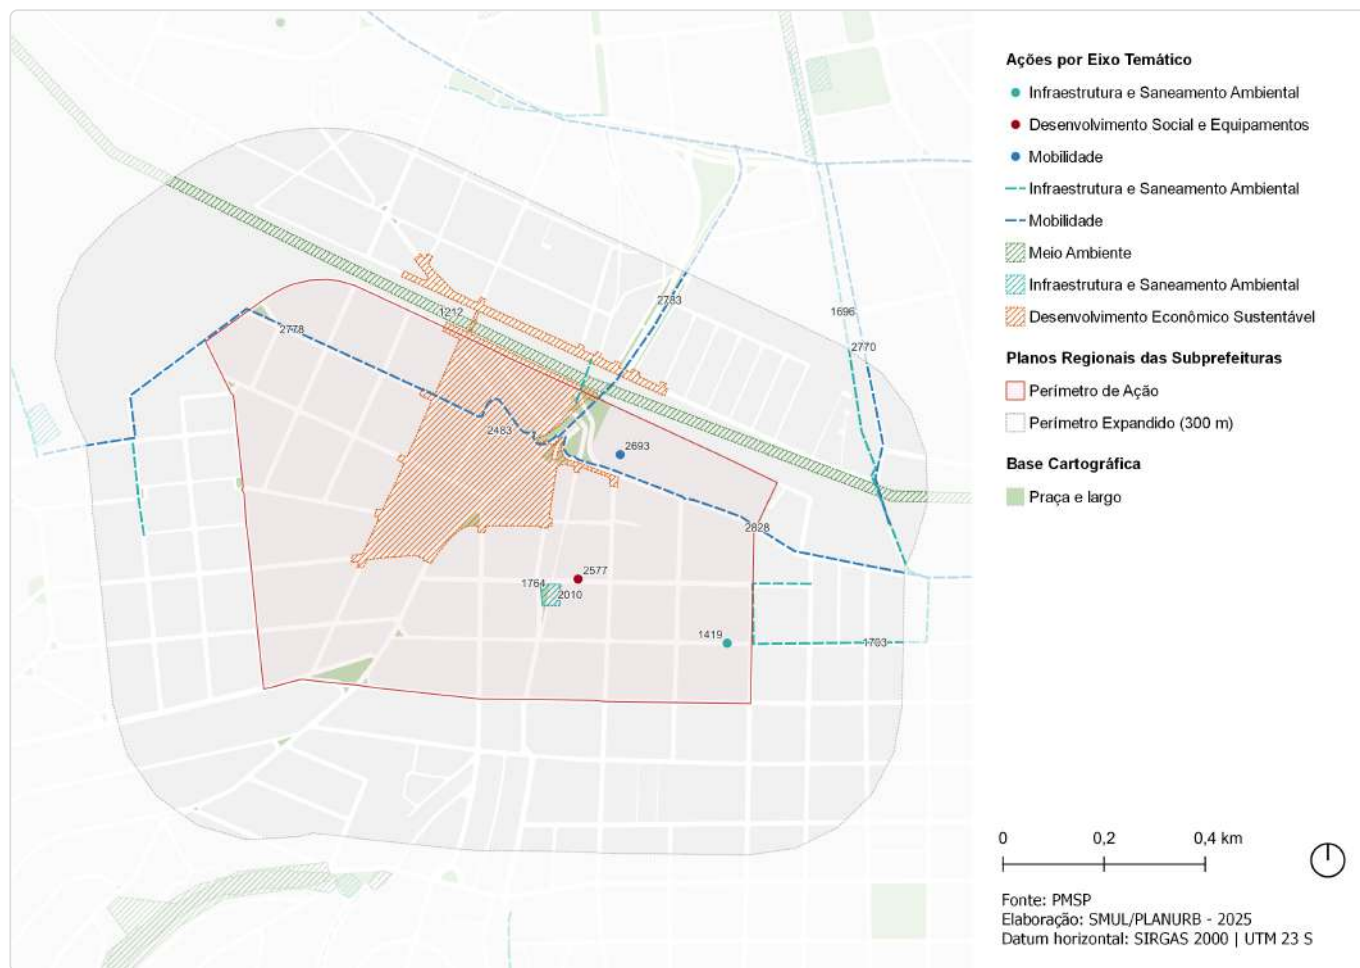 Ações por Eixo Temático
Infraestrutura e Saneamento Ambiental
Desenvolvimento Social e Equipamentos
Mobilidade
Infraestrutura e Saneamento Ambiental
Mobilidade
Meio Ambiente
Infraestrutura e Saneamento Ambiental
Desenvolvimento Econômico Sustentável
Planos Regionais das Subprefeituras
Perímetro de Ação
Perímetro Expandido (300 m)
Base Cartográfica
Praça e largo
2783
1212
1696
2778
2770
2483
2693
2828
2577
1764
2010
1419
1703
0 0,2 0,4 km
Fonte: PMSP
Elaboração: SMUL/PLANURB - 2025
Datum horizontal: SIRGAS 2000 | UTM 23 S